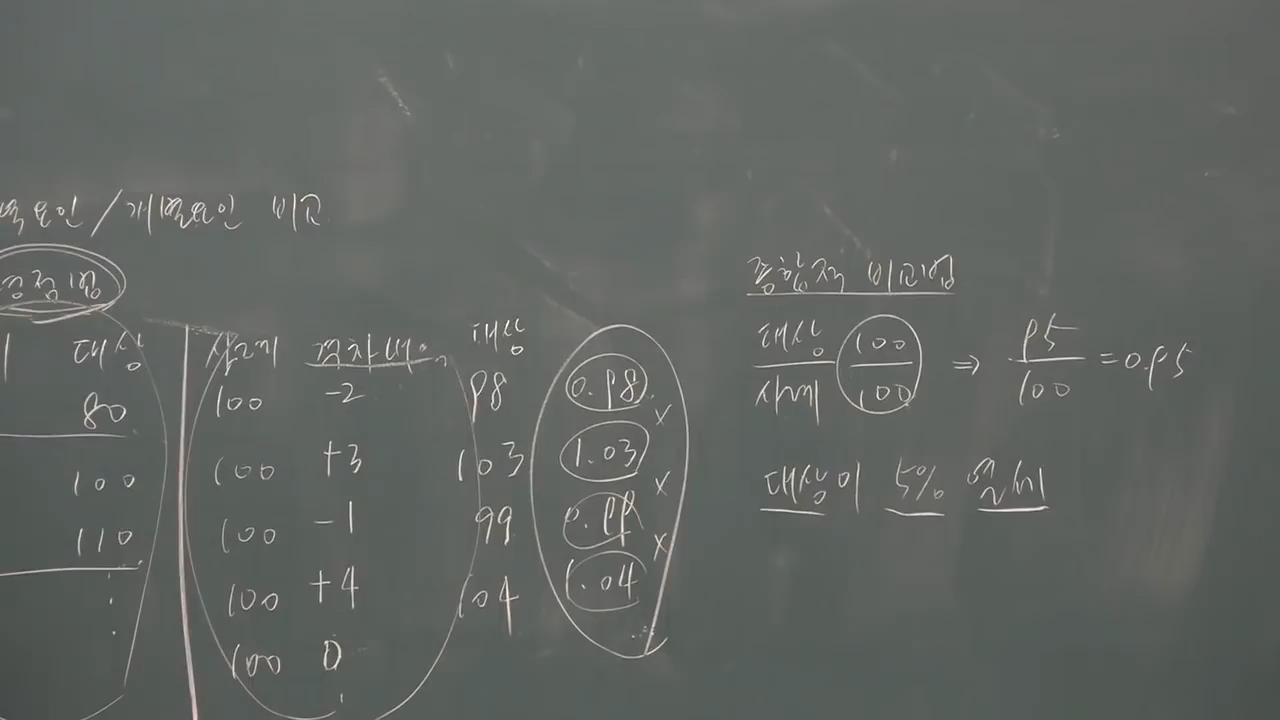 요인/개별요인 비교
평점법
대상
80
100
110
사례 격차내역 대상
100 -2 98 0.98 ×
100 +3 103 1.03 ×
100 -1 99 0.99 ×
100 +4 104 1.04
100 0
종합적 비교법
대상/사례 100/100 ⇒ 95/100 = 0.95
대상이 5% 열세